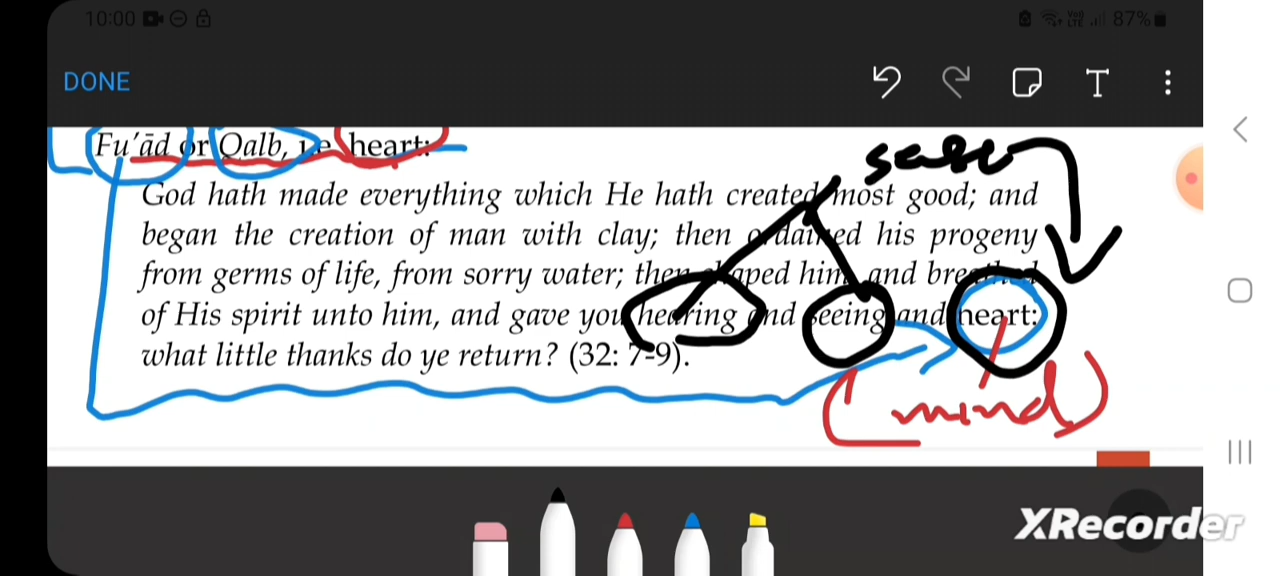 10:00 87%
DONE T
Fu’ād or Qalb, i.e heart:
God hath made everything which He hath created most good; and
began the creation of man with clay; then ordained his progeny
from germs of life, from sorry water; then shaped him, and breathed
of His spirit unto him, and gave you hearing and seeing and heart:
what little thanks do ye return? (32: 7-9).
(mind)
XRecorder